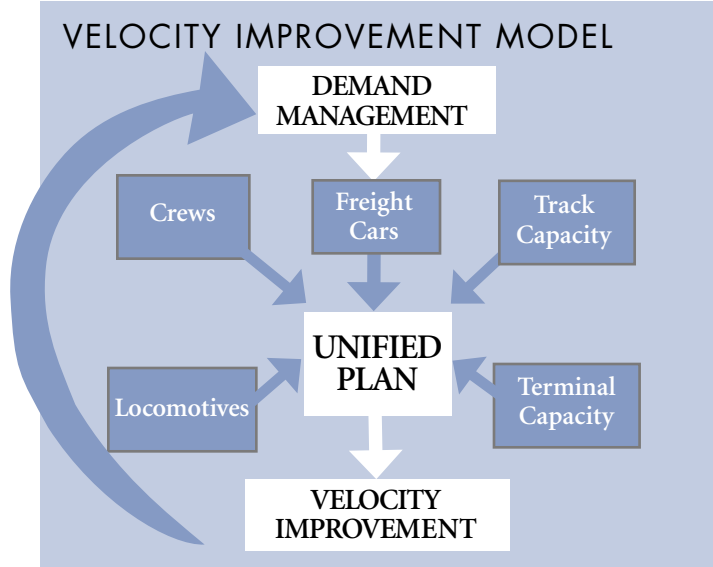 VELOCITY IMPROVEMENT MODEL
DEMAND
MANAGEMENT
Crews
Freight
Cars
Track
Capacity
UNIFIED
PLAN
Locomotives
Terminal
Capacity
VELOCITY
IMPROVEMENT